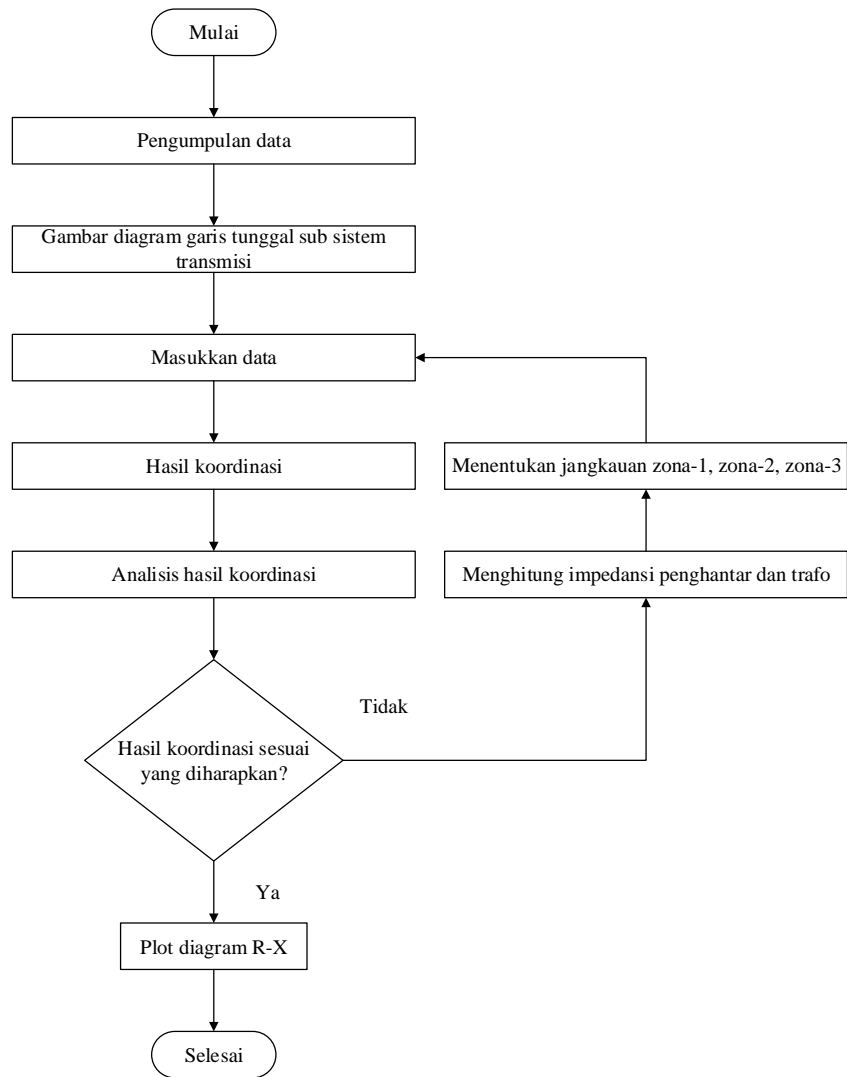 Mulai
Pengumpulan data
Gambar diagram garis tunggal sub sistem
transmisi
Masukkan data
Hasil koordinasi
Menentukan jangkauan zona-1, zona-2, zona-3
Analisis hasil koordinasi
Menghitung impedansi penghantar dan trafo
Tidak
Hasil koordinasi sesuai
yang diharapkan?
Ya
Plot diagram R-X
Selesai